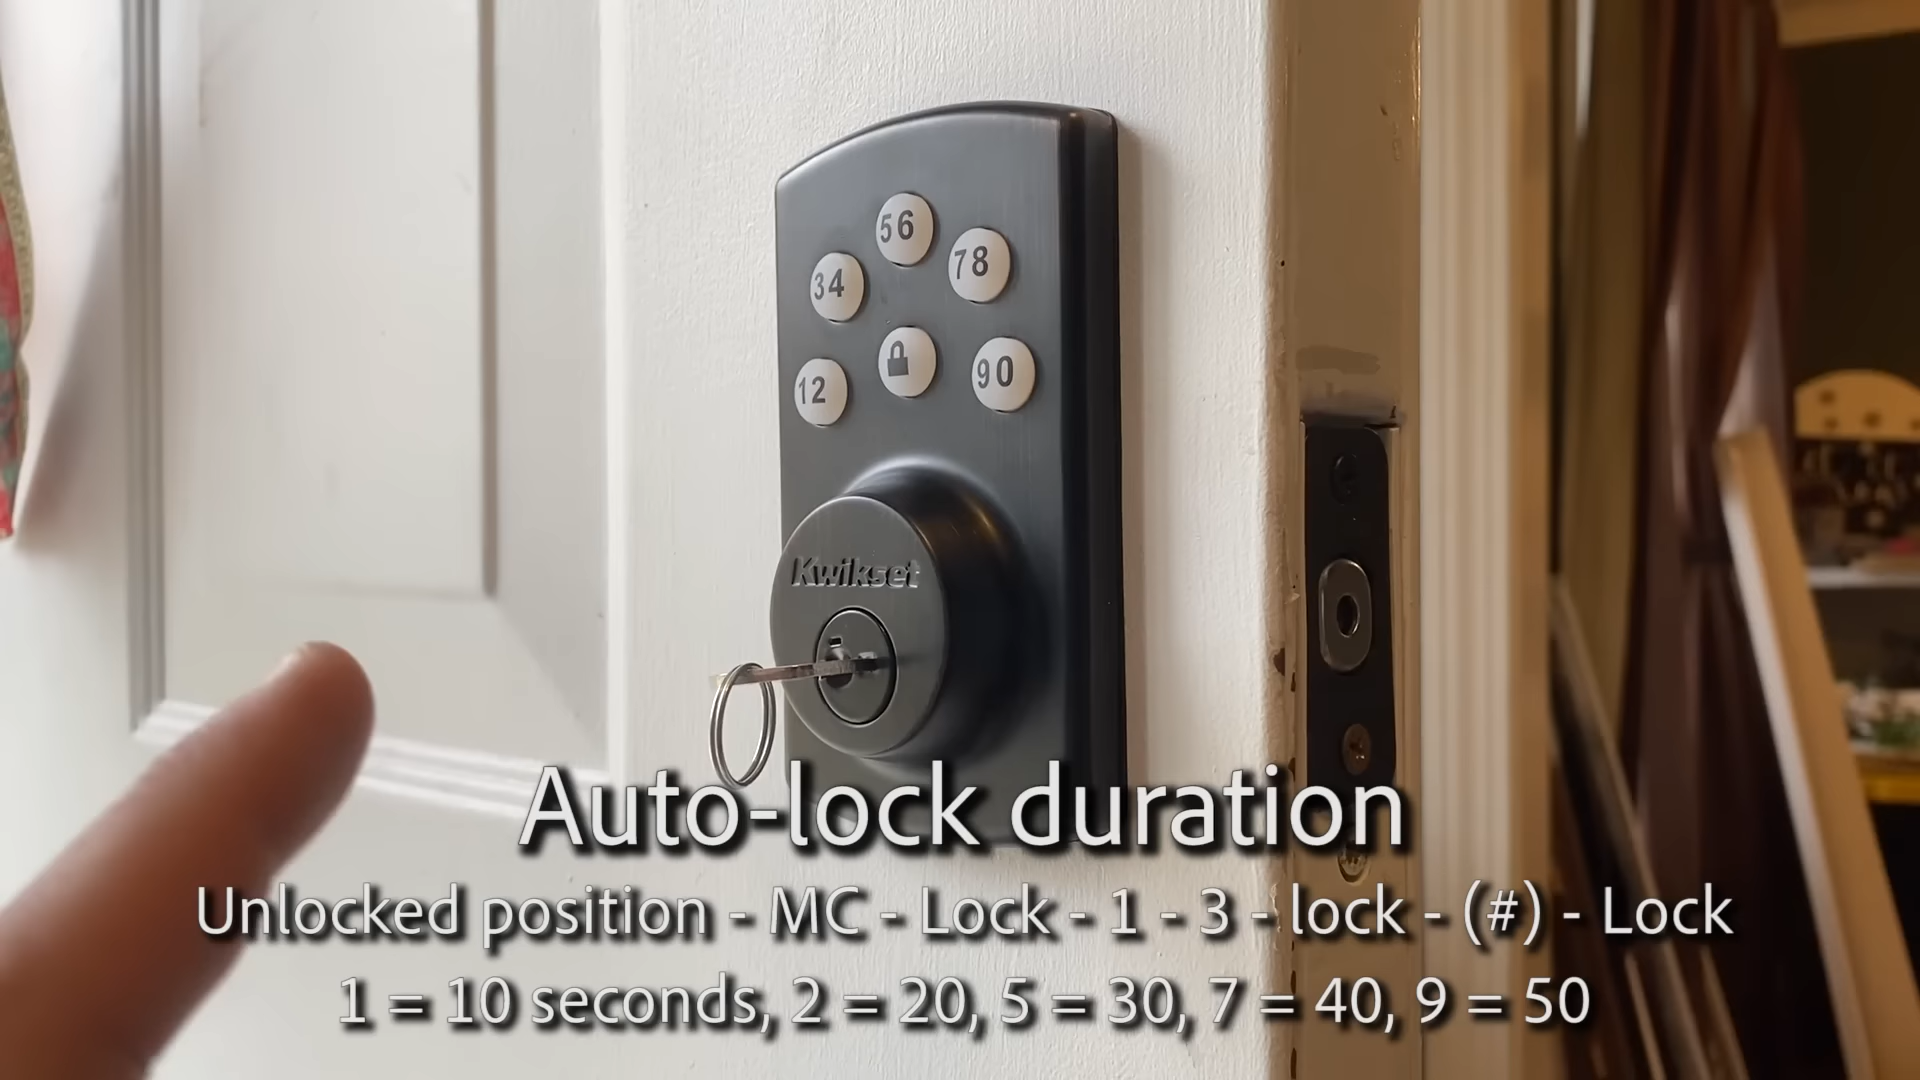 56
34
78
12
90
Kwikset
Auto-lock duration
Unlocked position - MC - Lock - 1 - 3 - lock - (#) - Lock
1 = 10 seconds, 2 = 20, 5 = 30, 7 = 40, 9 = 50